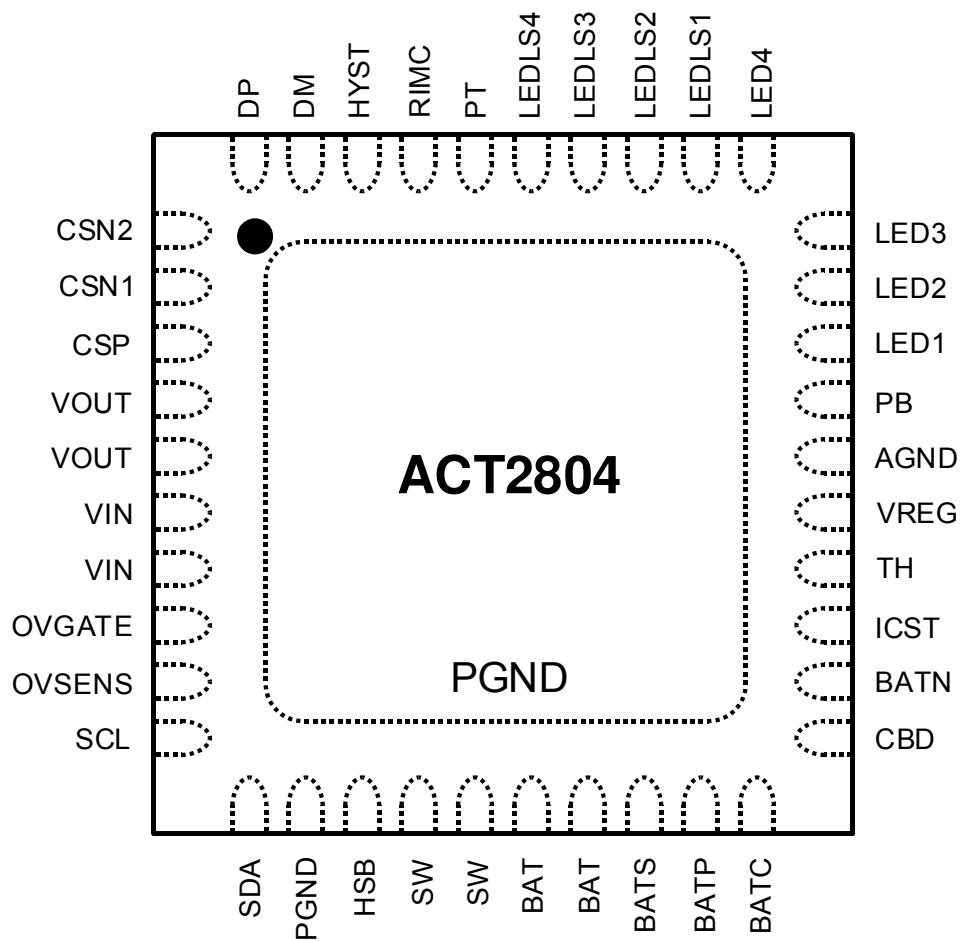 DP
DM
HYST
RIMC
PT
LEDLS4
LEDLS3
LEDLS2
LEDLS1
LED4
CSN2
CSN1
CSP
VOUT
VOUT
VIN
VIN
OVGATE
OVSENS
SCL
ACT2804
PGND
LED3
LED2
LED1
PB
AGND
VREG
TH
ICST
BATN
CBD
SDA
PGND
HSB
SW
SW
BAT
BAT
BATS
BATP
BATC